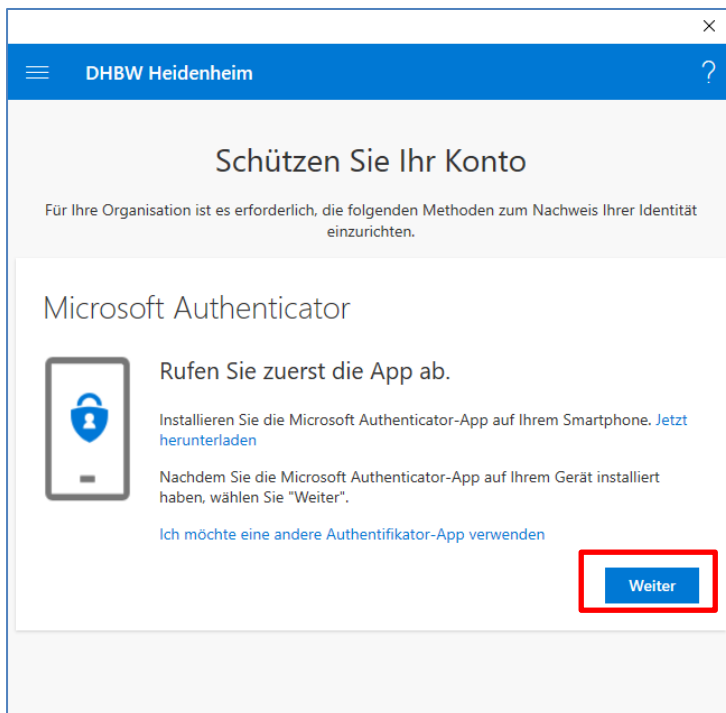 DHBW Heidenheim
?
Schützen Sie Ihr Konto
Für Ihre Organisation ist es erforderlich, die folgenden Methoden zum Nachweis Ihrer Identität
einzurichten.
Microsoft Authenticator
Rufen Sie zuerst die App ab.
Installieren Sie die Microsoft Authenticator-App auf Ihrem Smartphone. Jetzt
herunterladen
Nachdem Sie die Microsoft Authenticator-App auf Ihrem Gerät installiert
haben, wählen Sie "Weiter".
Ich möchte eine andere Authentifikator-App verwenden
Weiter